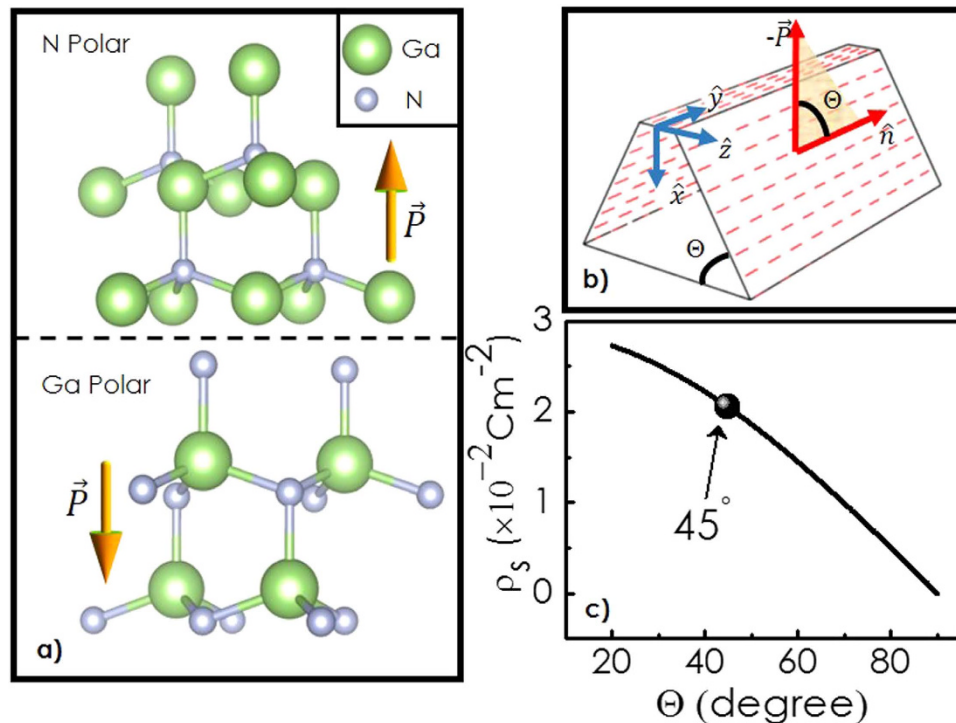 N Polar
Ga
N
P⃗
Ga Polar
P⃗
a)
-P⃗
Θ
n̂
ŷ
ẑ
x̂
Θ
b)
3
2
1
0
ρs (×10⁻²Cm⁻²)
45°
c)
20 40 60 80
Θ (degree)